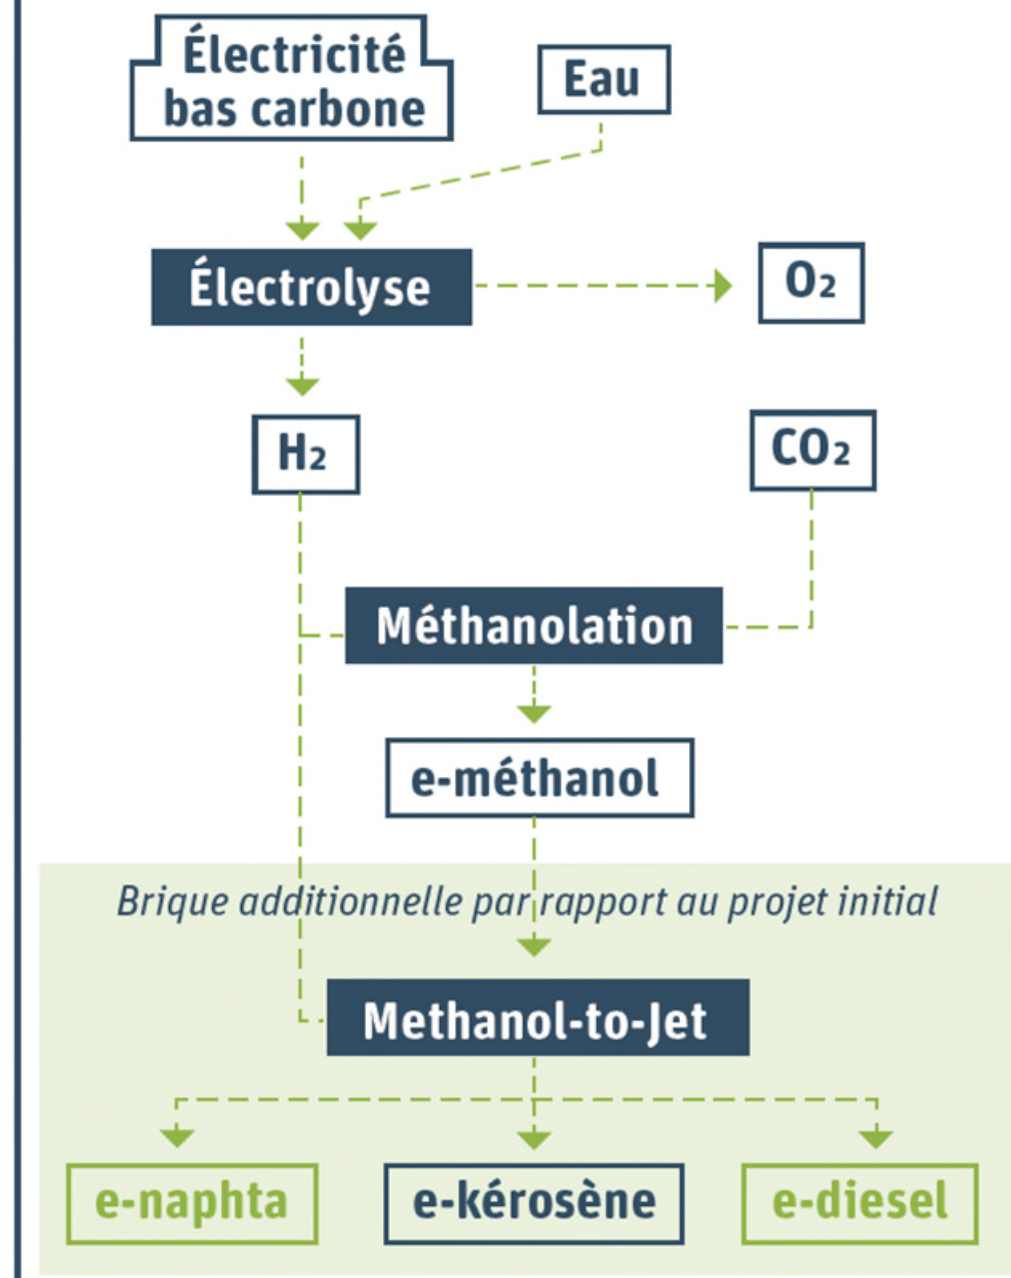 Électricité
bas carbone
Eau
Électrolyse
O₂
H₂
CO₂
Méthanolation
e-méthanol
Brique additionnelle par rapport au projet initial
Methanol-to-Jet
e-naphta
e-kérosène
e-diesel